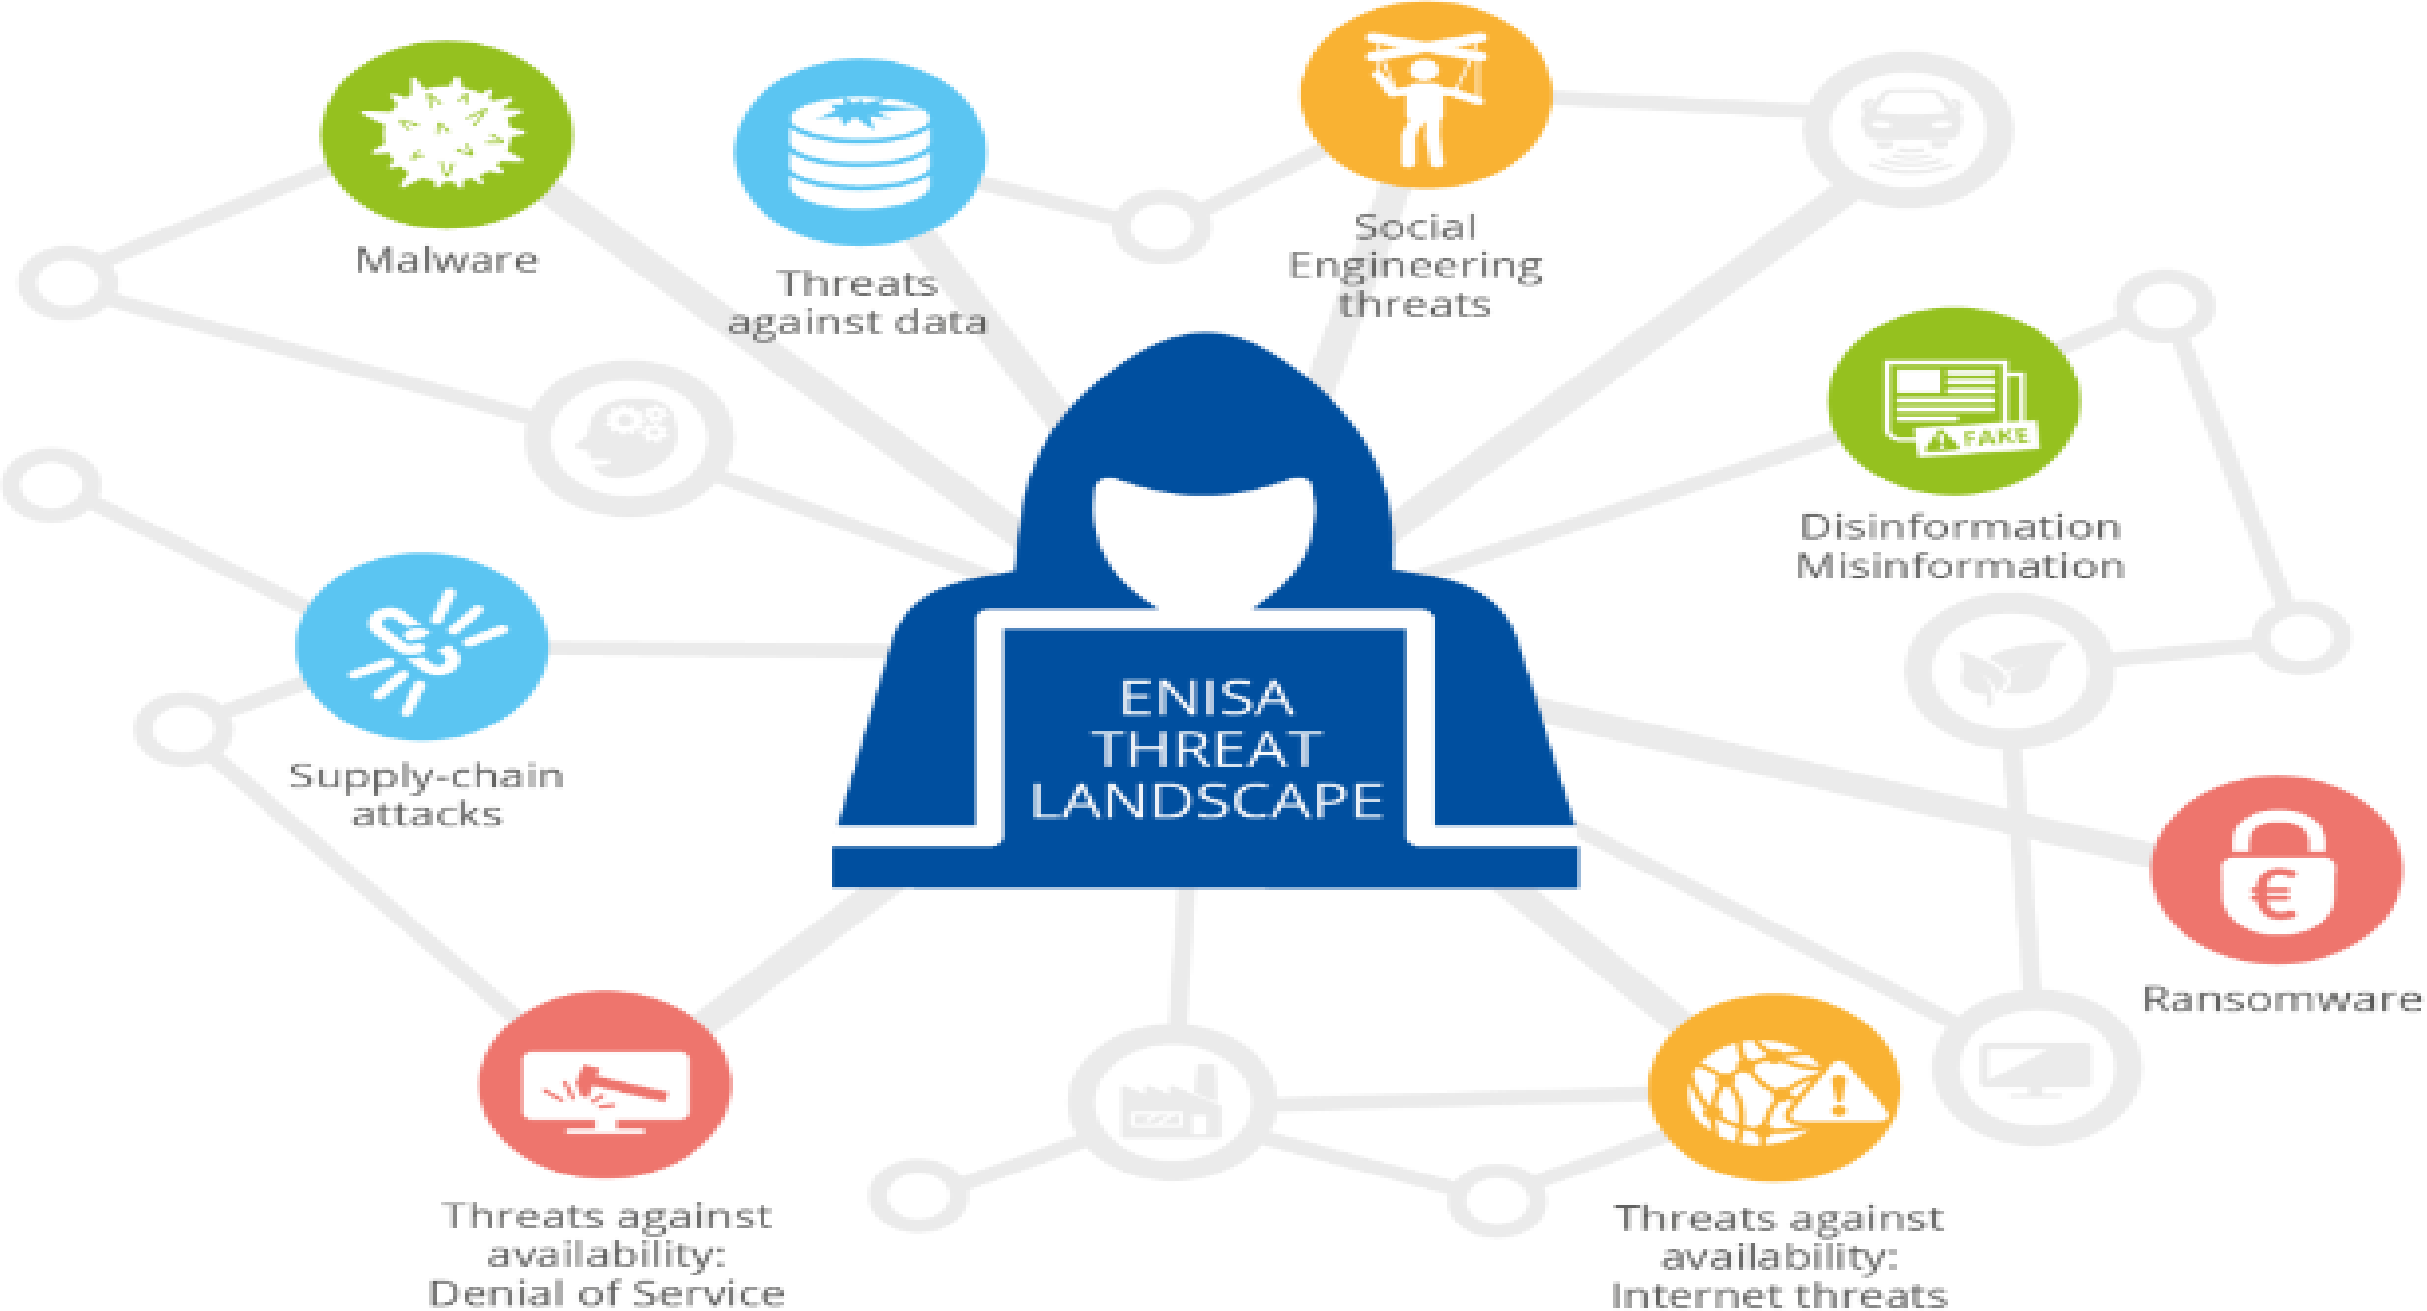 Malware
Threats
against data
Social
Engineering
threats
FAKE
Disinformation
Misinformation
ENISA
THREAT
LANDSCAPE
Supply-chain
attacks
€
Ransomware
Threats against
availability:
Denial of Service
!
Threats against
availability:
Internet threats